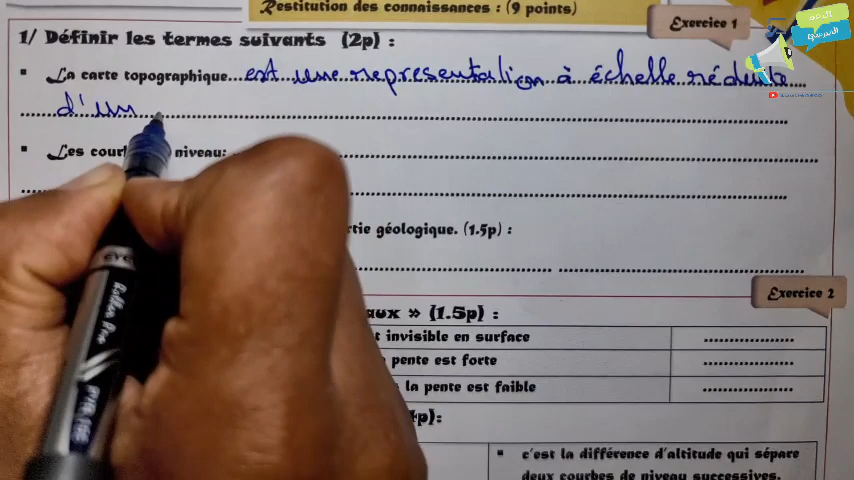 Restitution des connaissances : (9 points)
Exercice 1
1/ Définir les termes suivants (2p) :
▪ La carte topographique...est une representation à échelle réduite
d'un
▪ Les cour niveau:
rtie géologique. (1.5p) :
Exercice 2
aux » (1.5p) :
t invisible en surface
a pente est forte
la pente est faible
p):
▪ c'est la différence d'altitude qui sépare
deux courbes de niveau successives.